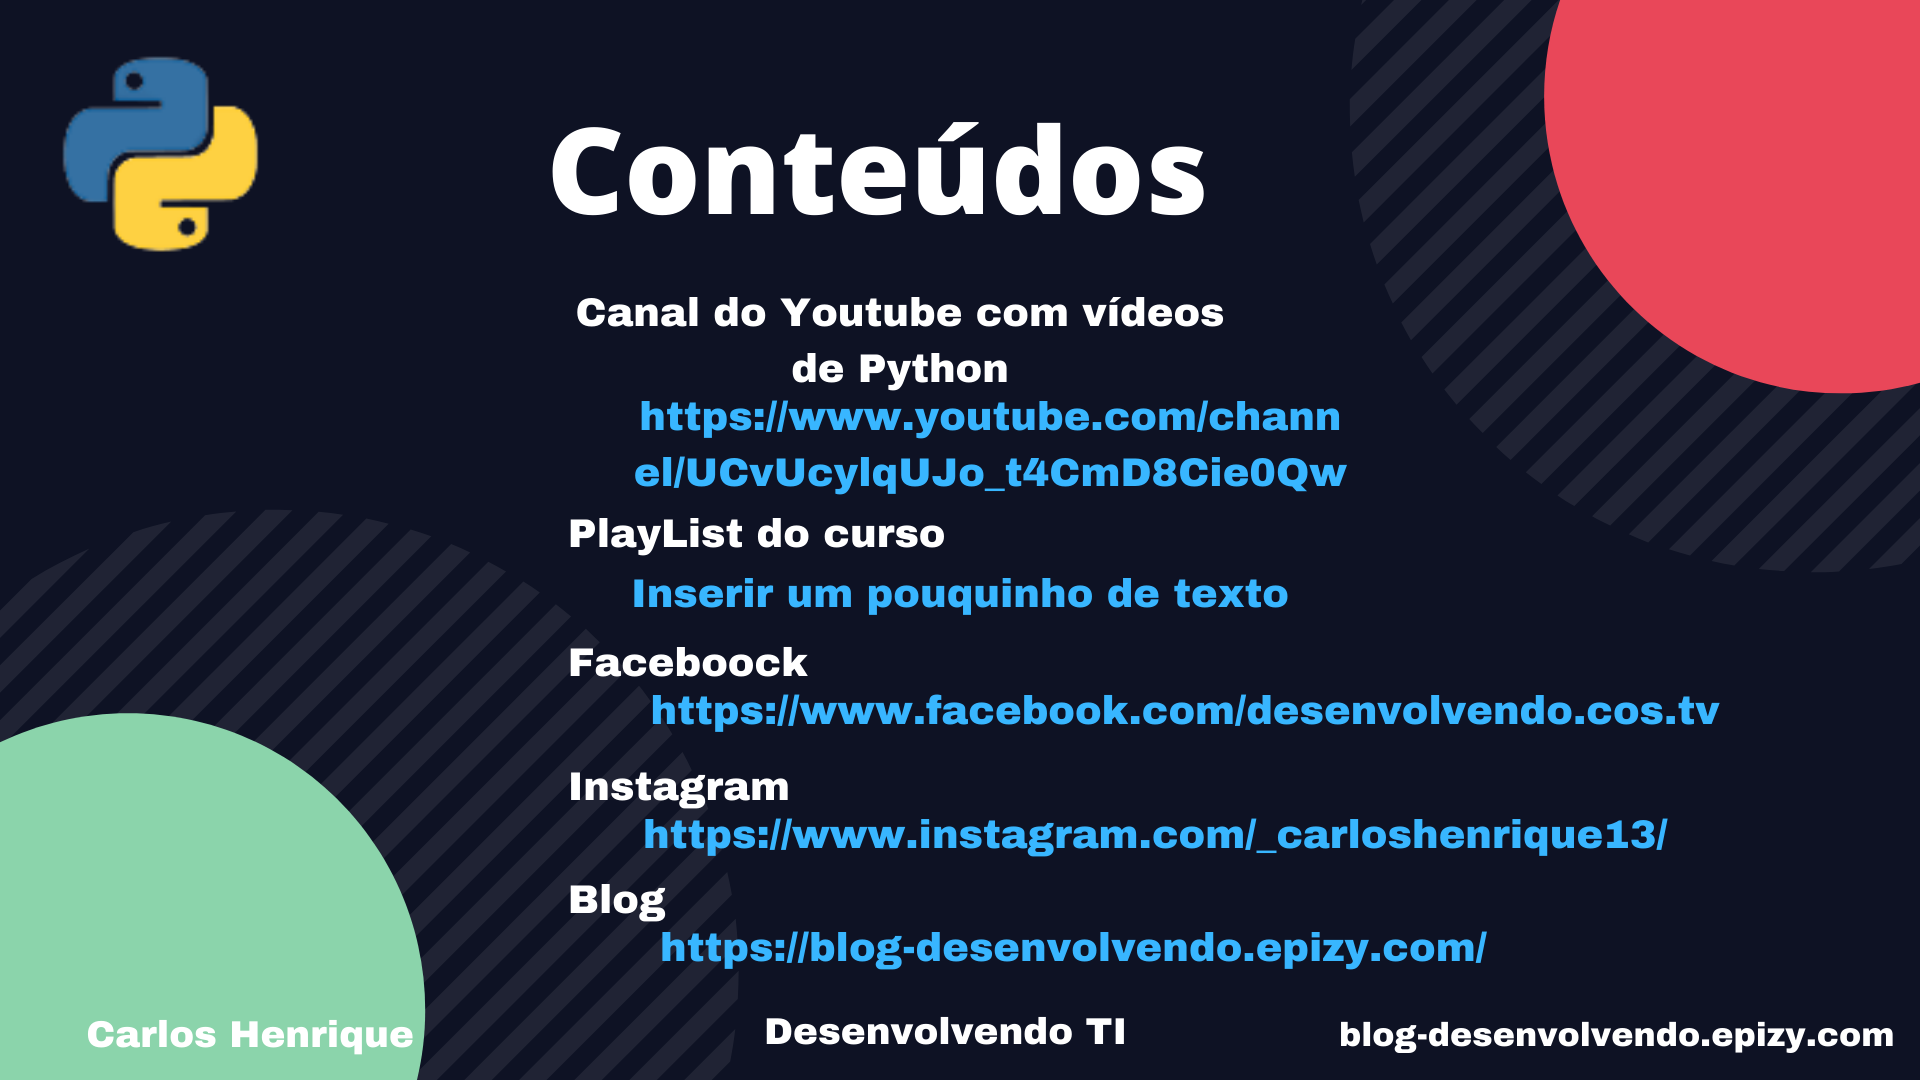 Conteúdos
Canal do Youtube com vídeos
de Python
https://www.youtube.com/chann
el/UCvUcylqUJo_t4CmD8Cie0Qw
PlayList do curso
Inserir um pouquinho de texto
Faceboock
https://www.facebook.com/desenvolvendo.cos.tv
Instagram
https://www.instagram.com/_carloshenrique13/
Blog
https://blog-desenvolvendo.epizy.com/
Carlos Henrique
Desenvolvendo TI
blog-desenvolvendo.epizy.com